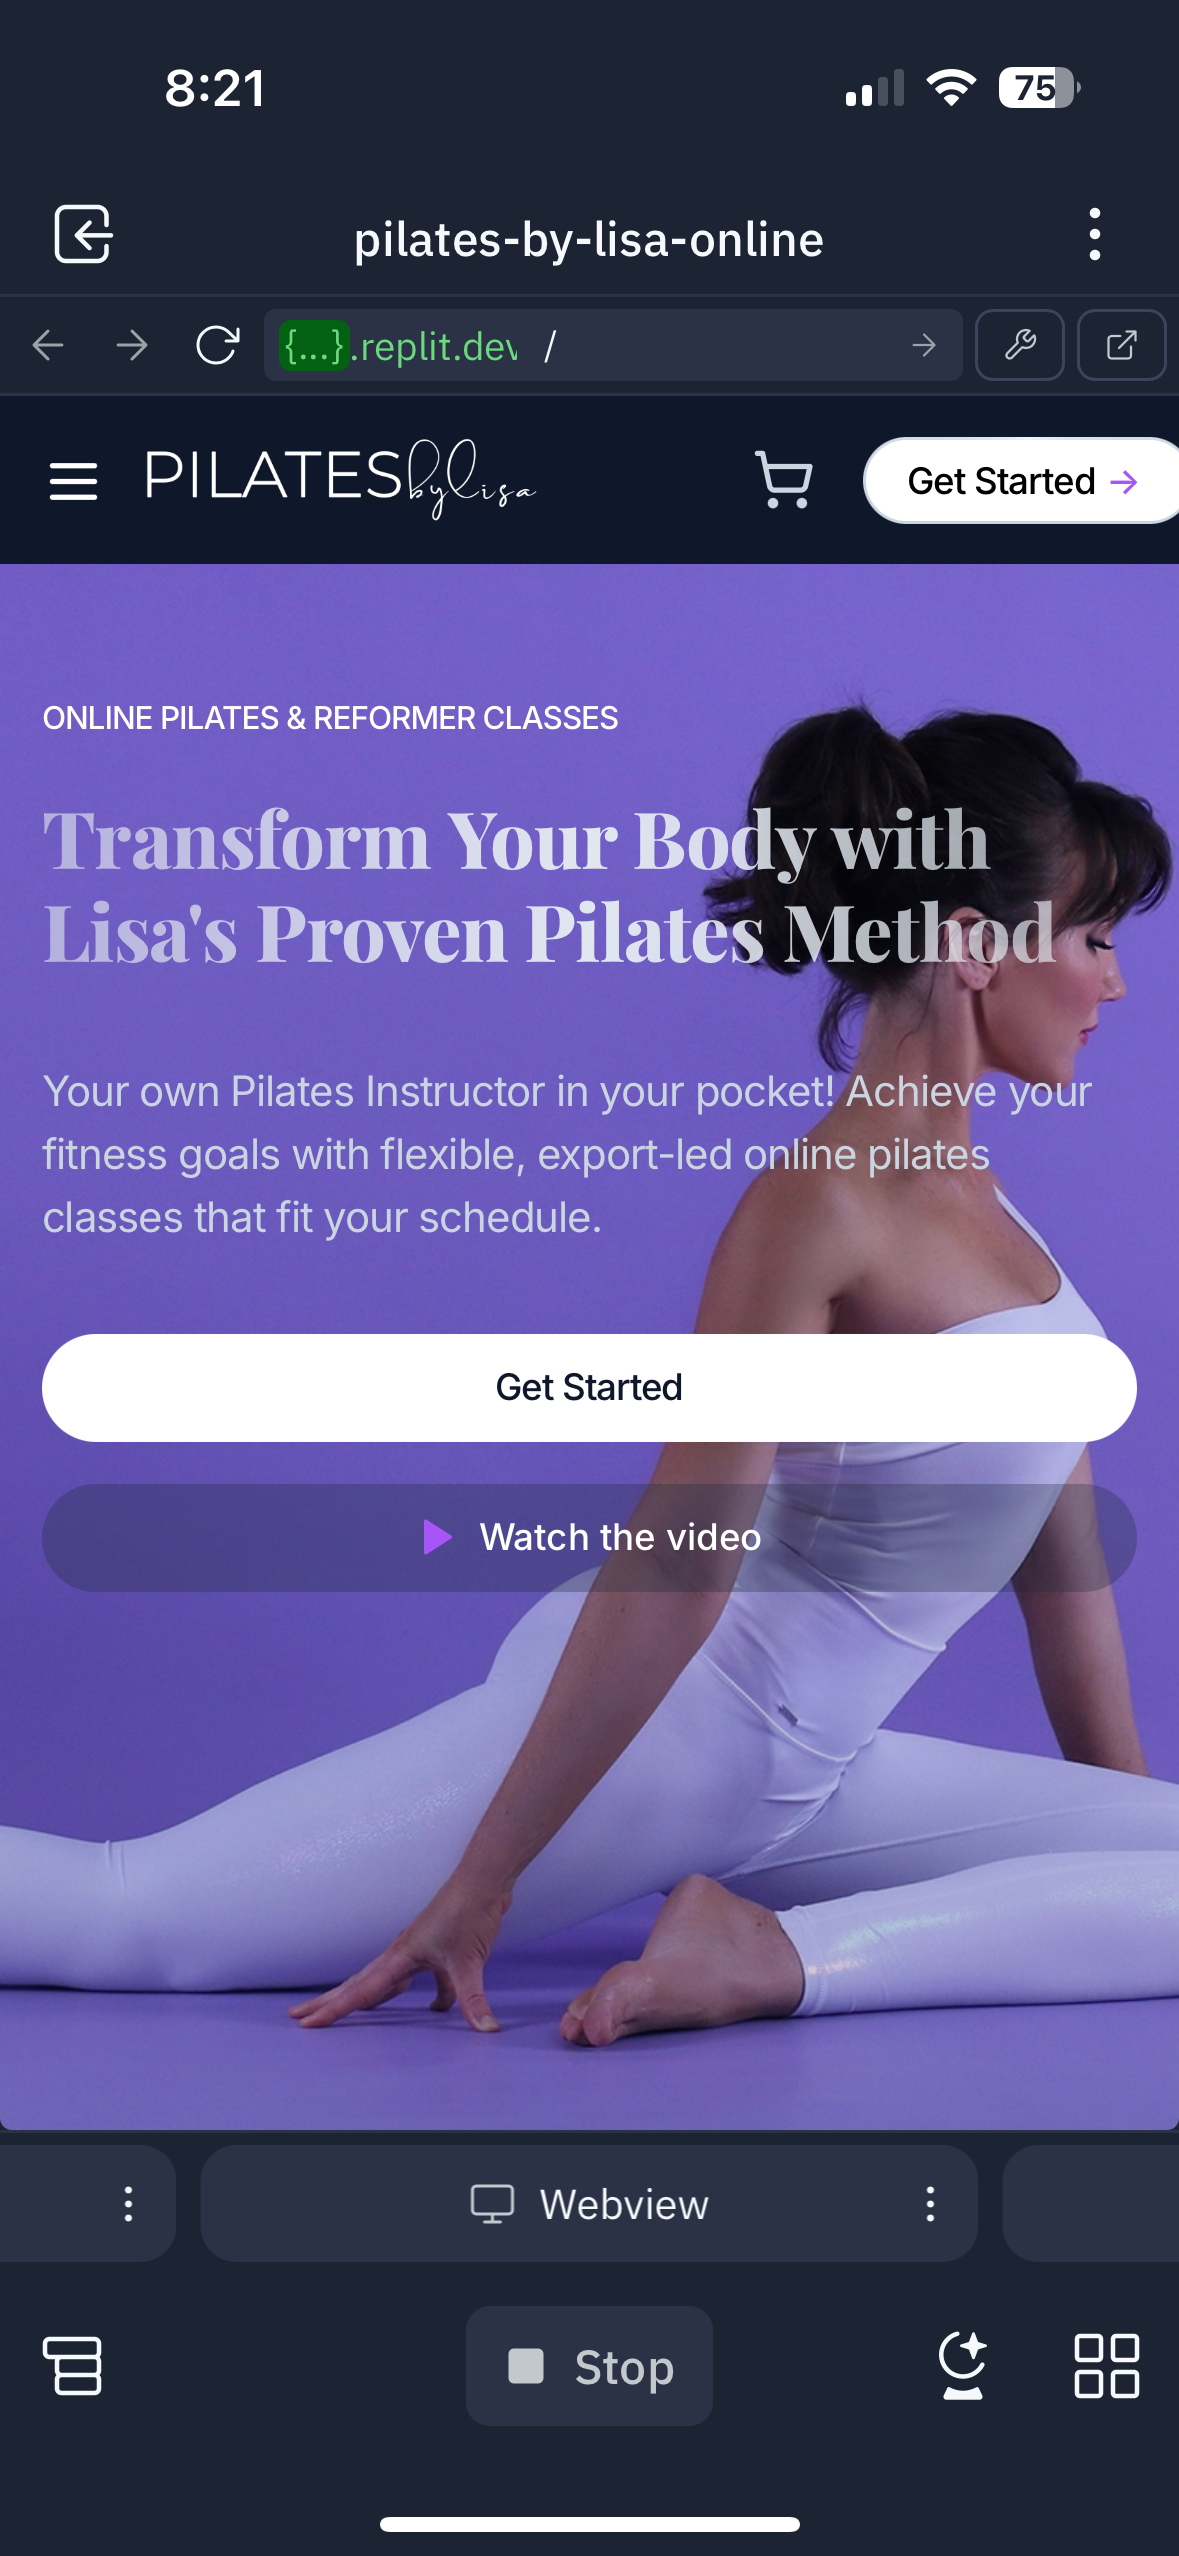 8:21
75
pilates-by-lisa-online
{...}.replit.dev /
PILATES by lisa
Get Started →
ONLINE PILATES & REFORMER CLASSES
Transform Your Body with
Lisa's Proven Pilates Method
Your own Pilates Instructor in your pocket! Achieve your
fitness goals with flexible, export-led online pilates
classes that fit your schedule.
Get Started
Watch the video
Webview
Stop